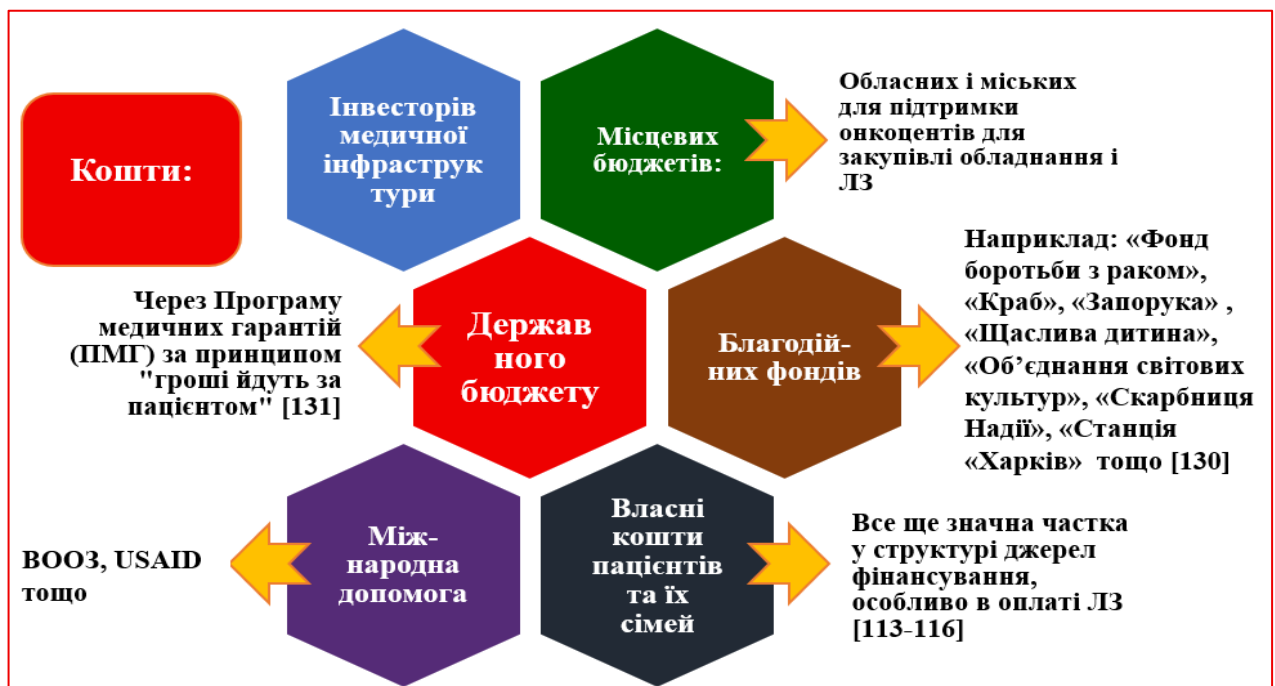 Кошти:
Інвесторів
медичної
інфраструк
тури
Місцевих
бюджетів:
Обласних і міських
для підтримки
онкоцентів для
закупівлі обладнання і
ЛЗ
Через Програму
медичних гарантій
(ПМГ) за принципом
"гроші йдуть за
пацієнтом" [131]
Держав
ного
бюджету
Благодій-
них фондів
Наприклад: «Фонд
боротьби з раком»,
«Краб», «Запорука» ,
«Щаслива дитина»,
«Об’єднання світових
культур», «Скарбниця
Надії», «Станція
«Харків» тощо [130]
ВООЗ, USAID
тощо
Між-
народна
допомога
Власні
кошти
пацієнтів
та їх
сімей
Все ще значна частка
у структурі джерел
фінансування,
особливо в оплаті ЛЗ
[113-116]